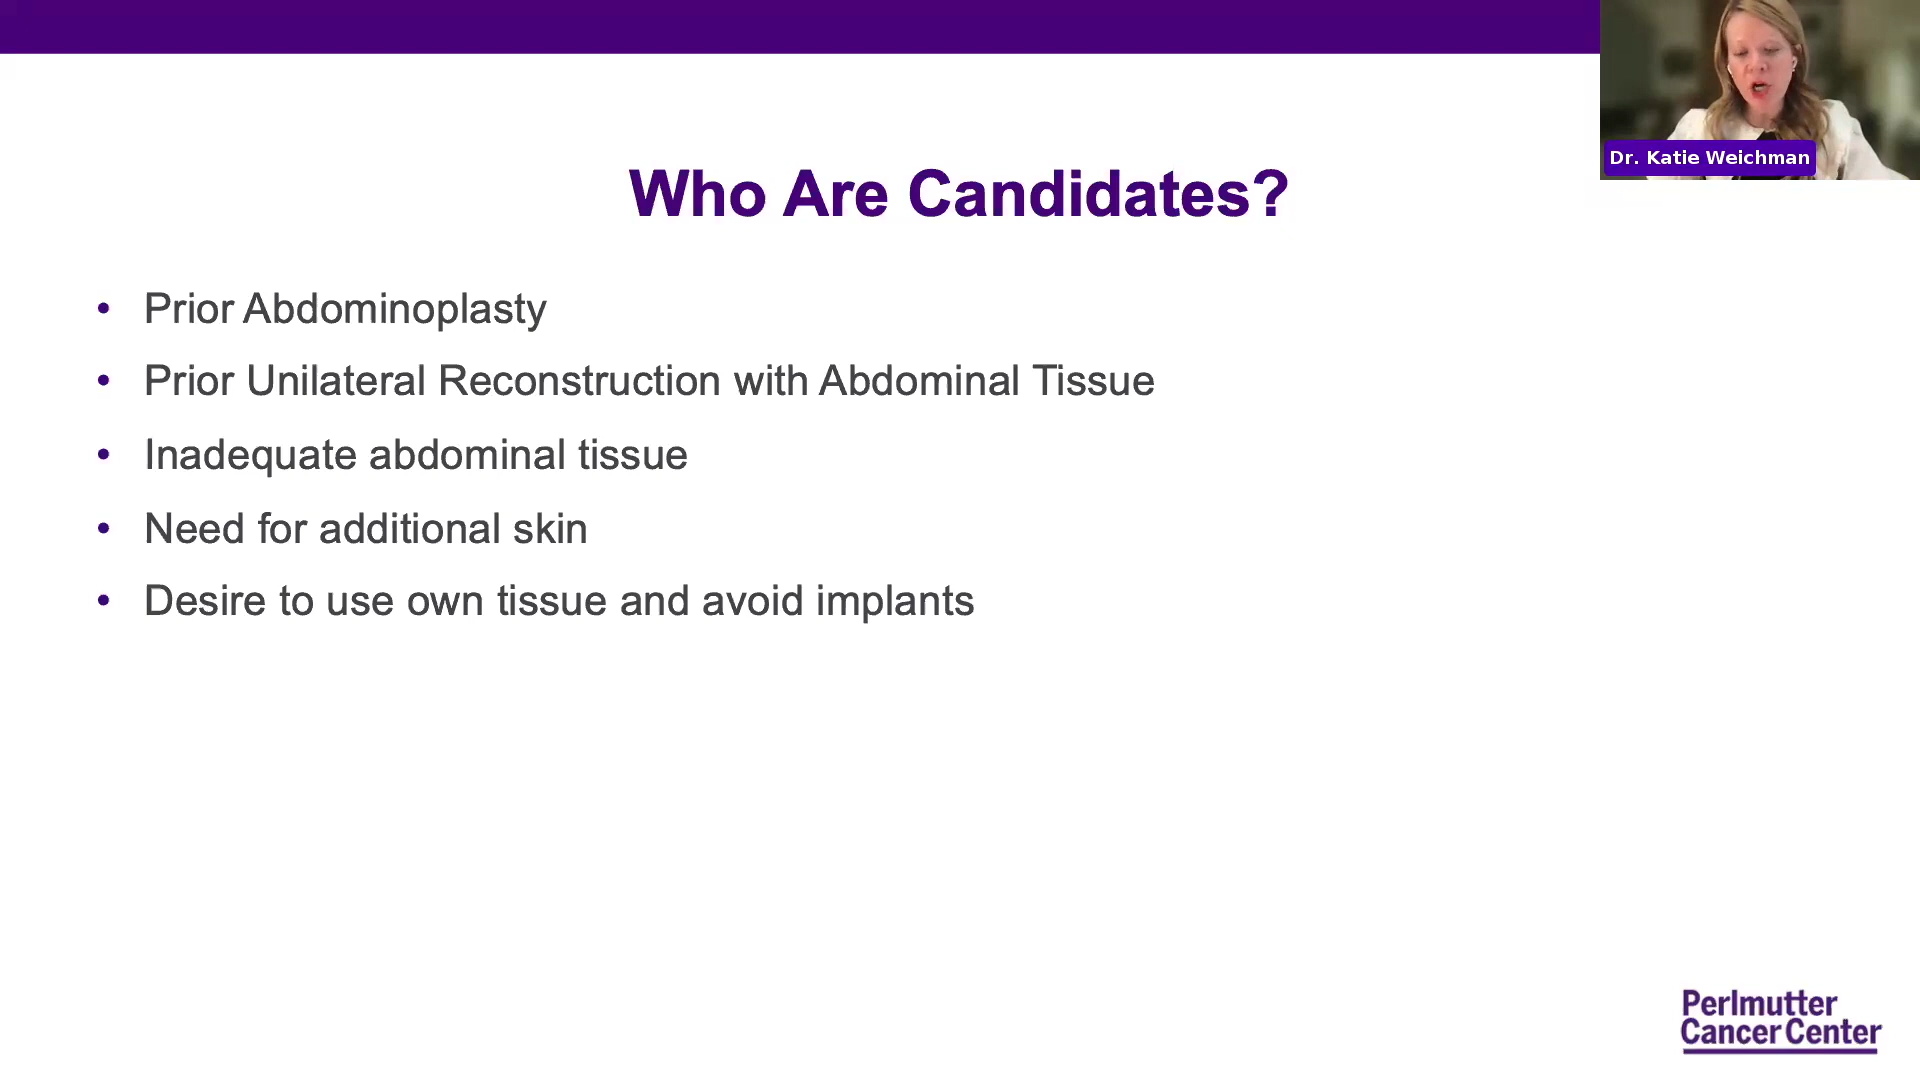 Dr. Katie Weichman
Who Are Candidates?
• Prior Abdominoplasty
• Prior Unilateral Reconstruction with Abdominal Tissue
• Inadequate abdominal tissue
• Need for additional skin
• Desire to use own tissue and avoid implants
Perlmutter
Cancer Center